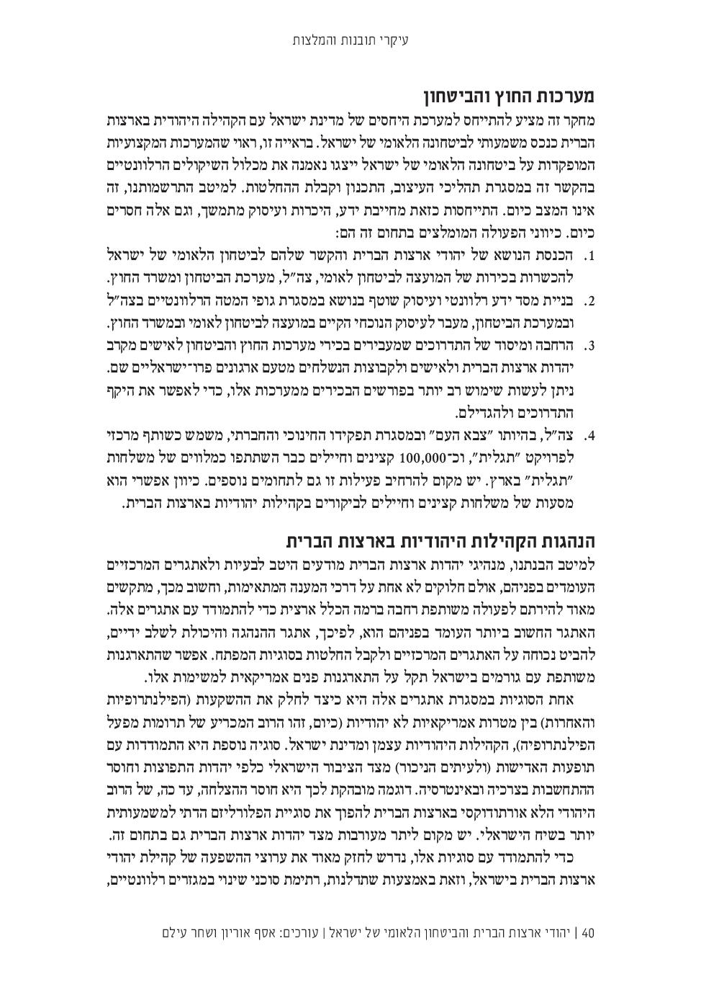 עיקרי תובנות והמלצות
מערכות החוץ והביטחון
מחקר זה מציע להתייחס למערכת היחסים של מדינת ישראל עם הקהילה היהודית בארצות
הברית כנכס משמעותי לביטחונה הלאומי של ישראל. בראייה זו, ראוי שהמערכות המקצועיות
המופקדות על ביטחונה הלאומי של ישראל ייצגו נאמנה את מכלול השיקולים הרלוונטיים
בהקשר זה במסגרת תהליכי העיצוב, התכנון וקבלת ההחלטות. למיטב התרשמותנו, זה
אינו המצב כיום. התייחסות כזאת מחייבת ידע, היכרות ועיסוק מתמשך, וגם אלה חסרים
כיום. כיווני הפעולה המומלצים בתחום זה הם:
1. הכנסת הנושא של יהודי ארצות הברית והקשר שלהם לביטחון הלאומי של ישראל
להכשרות בכירות של המועצה לביטחון לאומי, צה״ל, מערכת הביטחון ומשרד החוץ.
2. בניית מסד ידע רלוונטי ועיסוק שוטף בנושא במסגרת גופי המטה הרלוונטיים בצה״ל
ובמערכת הביטחון, מעבר לעיסוק הנוכחי הקיים במועצה לביטחון לאומי ובמשרד החוץ.
3. הרחבה ומיסוד של התדרוכים שמעבירים בכירי מערכות החוץ והביטחון לאישים מקרב
יהדות ארצות הברית ולאישים ולקבוצות הנשלחים מטעם ארגונים פרו־ישראליים שם.
ניתן לעשות שימוש רב יותר בפורשים הבכירים ממערכות אלו, כדי לאפשר את היקף
התדרוכים ולהגדילם.
4. צה״ל, בהיותו ״צבא העם״ ובמסגרת תפקידו החינוכי והחברתי, משמש כשותף מרכזי
לפרויקט ״תגלית״, וכ־100,000 קצינים וחיילים כבר השתתפו כמלווים של משלחות
״תגלית״ בארץ. יש מקום להרחיב פעילות זו גם לתחומים נוספים. כיוון אפשרי הוא
מסעות של משלחות קצינים וחיילים לביקורים בקהילות יהודיות בארצות הברית.
הנהגות הקהילות היהודיות בארצות הברית
למיטב הבנתנו, מנהיגי יהדות ארצות הברית מודעים היטב לבעיות ולאתגרים המרכזיים
העומדים בפניהם, אולם חלוקים לא אחת על דרכי המענה המתאימות, וחשוב מכך, מתקשים
מאוד להירתם לפעולה משותפת רחבה ברמה הכלל ארצית כדי להתמודד עם אתגרים אלה.
האתגר החשוב ביותר העומד בפניהם הוא, לפיכך, אתגר ההנהגה והיכולת לשלב ידיים,
להביט נכוחה על האתגרים המרכזיים ולקבל החלטות בסוגיות המפתח. אפשר שהתארגנות
משותפת עם גורמים בישראל תקל על התארגנות פנים אמריקאית למשימות אלו.
אחת הסוגיות במסגרת אתגרים אלה היא כיצד לחלק את ההשקעות (הפילנתרופיות
והאחרות) בין מטרות אמריקאיות לא יהודיות (כיום, זהו הרוב המכריע של תרומות מפעל
הפילנתרופיה), הקהילות היהודיות עצמן ומדינת ישראל. סוגיה נוספת היא התמודדות עם
תופעות האדישות (ולעיתים הניכור) מצד הציבור הישראלי כלפי יהדות התפוצות וחוסר
ההתחשבות בצרכיה ובאינטרסיה. דוגמה מובהקת לכך היא חוסר ההצלחה, עד כה, של הרוב
היהודי הלא אורתודוקסי בארצות הברית להפוך את סוגיית הפלורליזם הדתי למשמעותית
יותר בשיח הישראלי. יש מקום ליתר מעורבות מצד יהדות ארצות הברית גם בתחום זה.
כדי להתמודד עם סוגיות אלו, נדרש לחזק מאוד את ערוצי ההשפעה של קהילת יהודי
ארצות הברית בישראל, וזאת באמצעות שתדלנות, רתימת סוכני שינוי במגזרים רלוונטיים,
40 | יהודי ארצות הברית והביטחון הלאומי של ישראל | עורכים: אסף אוריון ושחר עילם